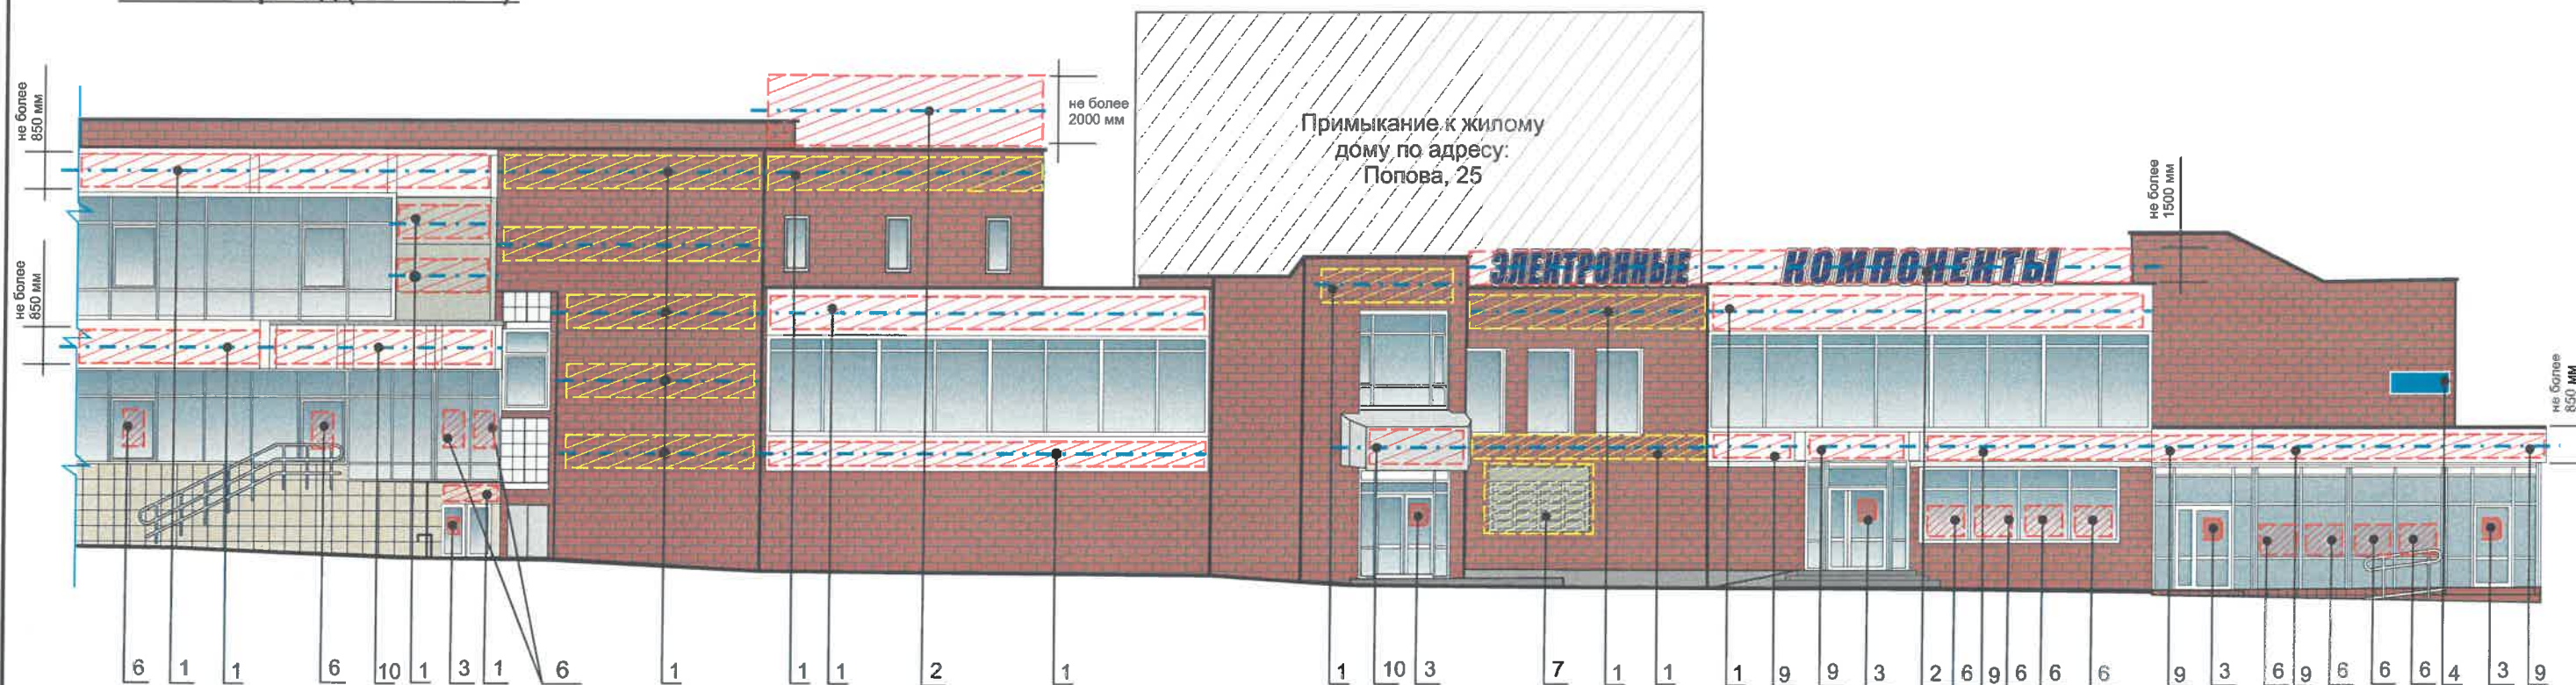 не более
850 мм
не более
850 мм
не более
2000 мм
Примыкание к жилому
дому по адресу:
Попова, 25
не более
1500 мм
ЭЛЕКТРОННЫЕ КОМПОНЕНТЫ
не более
850 мм
6 1 1 6 10 1 3 1 6 1 1 1 2 1 1 10 3 7 1 1 1 9 9 3 2 6 9 6 6 6 9 3 6 9 6 6 6 4 3 9